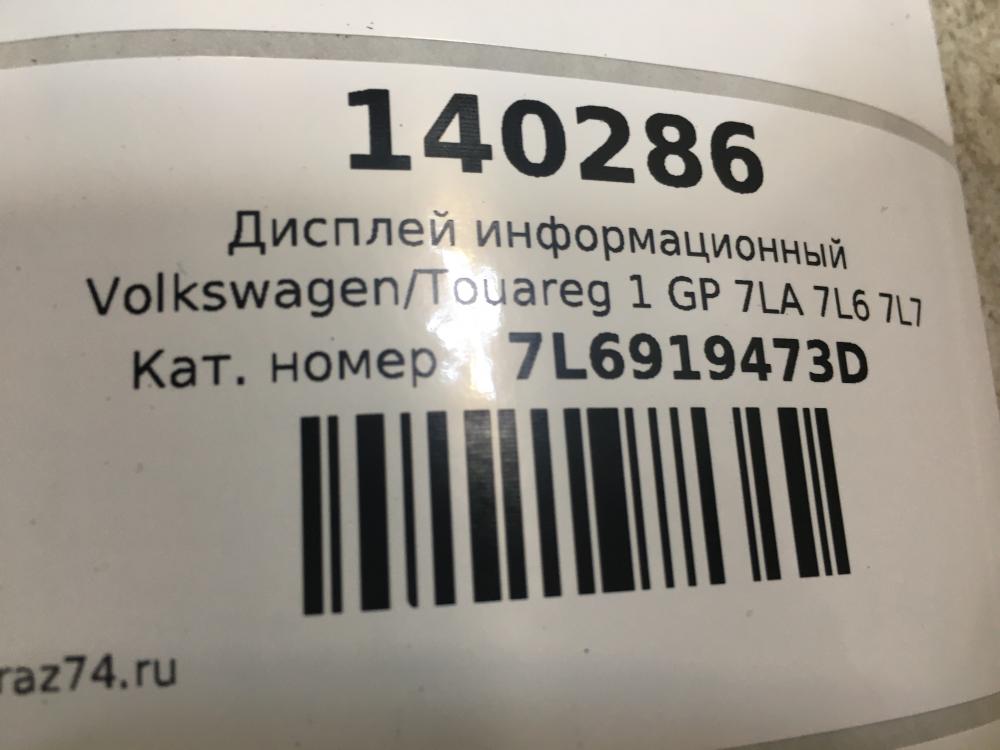 140286
Дисплей информационный
Volkswagen/Touareg 1 GP 7LA 7L6 7L7
Кат. номер 7L6919473D
raz74.ru